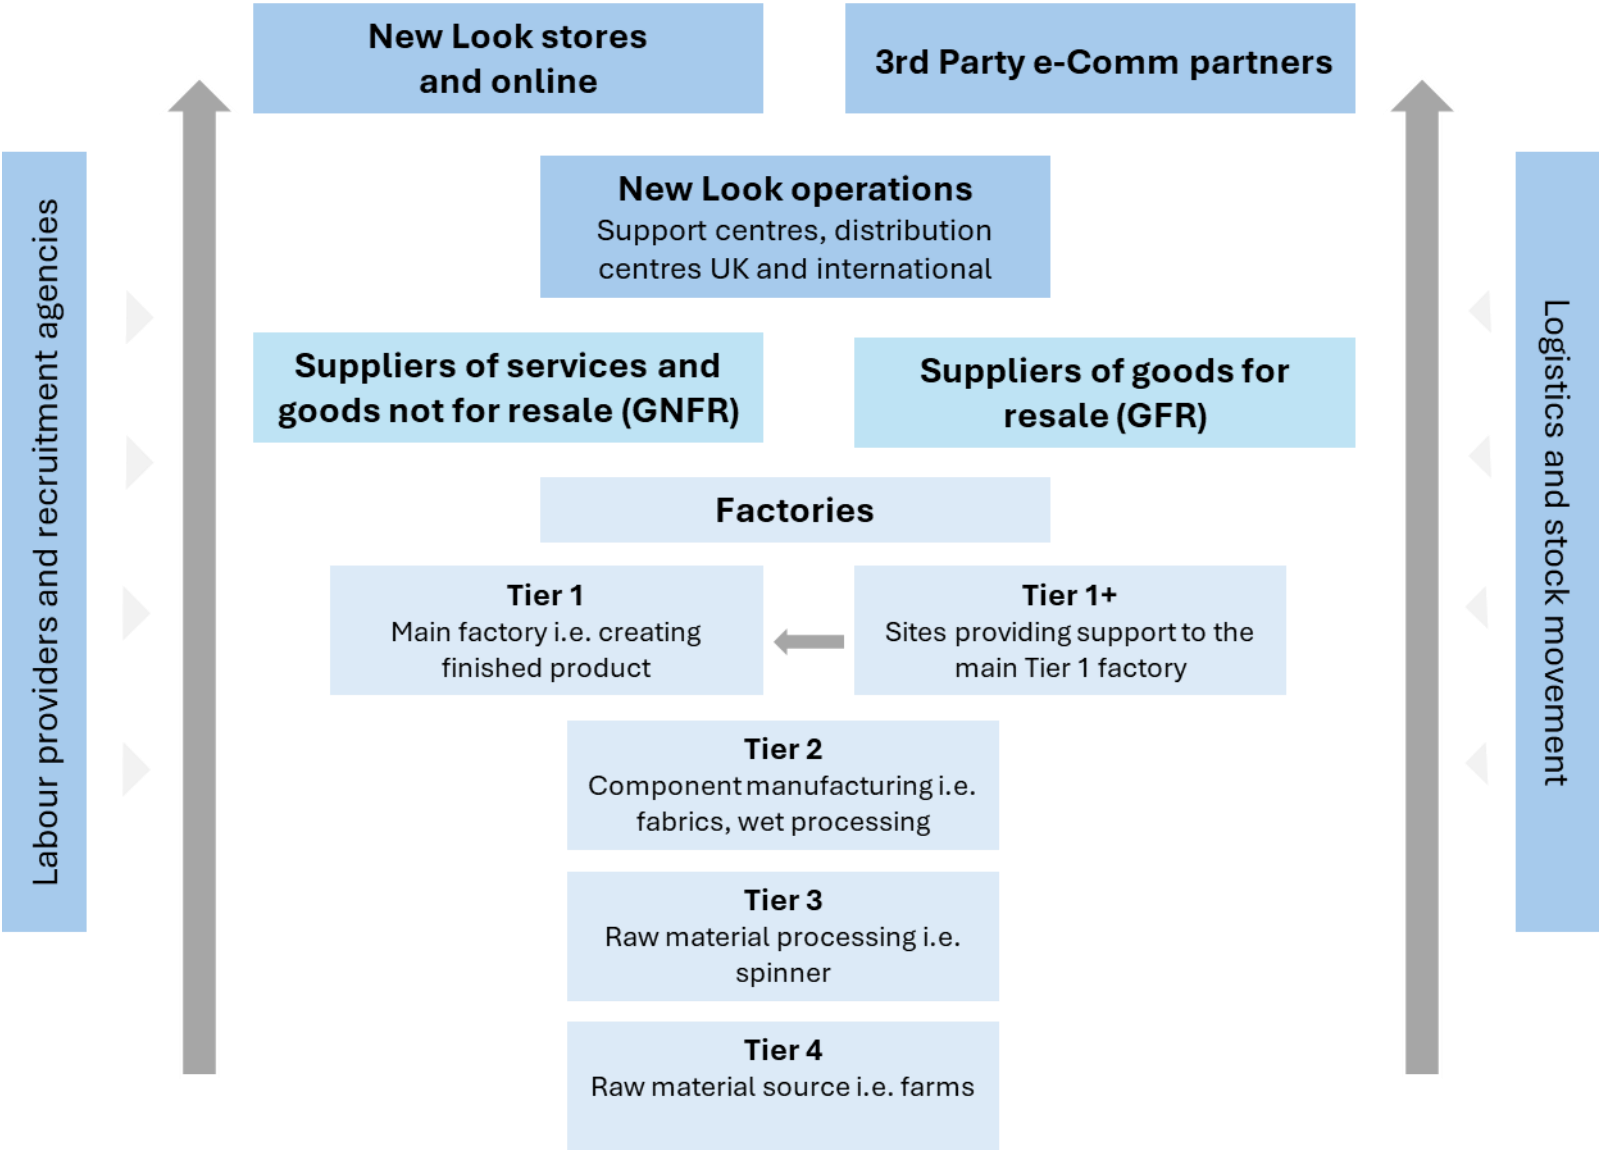 New Look stores
and online
3rd Party e-Comm partners
New Look operations
Support centres, distribution
centres UK and international
Labour providers and recruitment agencies
Logistics and stock movement
Suppliers of services and
goods not for resale (GNFR)
Suppliers of goods for
resale (GFR)
Factories
Tier 1
Main factory i.e. creating
finished product
Tier 1+
Sites providing support to the
main Tier 1 factory
Tier 2
Component manufacturing i.e.
fabrics, wet processing
Tier 3
Raw material processing i.e.
spinner
Tier 4
Raw material source i.e. farms